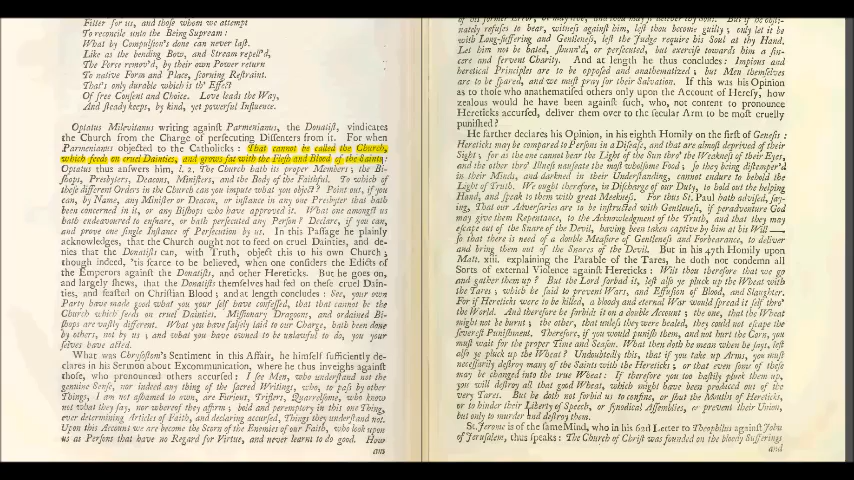 Fitter for us, and those whom we attempt
To reconcile unto the Being Supream:
What by Compulsion's done can never last.
Like as the bending Bow, and Stream repell'd,
The Force remov'd, by their own Power return
To native Form and Place, scorning Restraint.
That's only durable which is th' Effect
Of free Consent and Choice. Love leads the Way,
And steady keeps, by kind, yet powerful Influence.
Optatus Milevitanus writing against Parmenianus, the Donatist, vindicates
the Church from the Charge of persecuting Dissenters from it. For when
Parmenianus objected to the Catholicks: That cannot be called the Church,
which feeds on cruel Dainties, and grows fat with the Flesh and Blood of the Saints:
Optatus thus answers him, l. 2. The Church hath its proper Members; the Bi-
shops, Presbyters, Deacons, Ministers, and the Body of the Faithful. To which of
these different Orders in the Church can you impute what you object? Point out, if you
can, by Name, any Minister or Deacon, or instance in any one Presbyter that hath
been concerned in it, or any Bishops who have approved it. What one amongst us
hath endeavoured to ensnare, or hath persecuted any Person? Declare, if you can,
and prove one single Instance of Persecution by us. In this Passage he plainly
acknowledges, that the Church ought not to feed on cruel Dainties, and de-
nies that the Donatists can, with Truth, object this to his own Church;
though indeed, 'tis scarce to be believed, when one considers the Edicts of
the Emperors against the Donatists, and other Hereticks. But he goes on,
and largely shews, that the Donatists themselves had fed on these cruel Dain-
ties, and feasted on Christian Blood; and at length concludes: See, your own
Party have made good what you your self have confessed, that that cannot be the
Church which feeds on cruel Dainties. Missionary Dragoons, and ordained Bi-
shops are vastly different. What you have falsely laid to our Charge, hath been done
by others, not by us; and what you have owned to be unlawful to do, you your
selves have acted.
What was Chrysostom's Sentiment in this Affair, he himself sufficiently de-
clares in his Sermon about Excommunication, where he thus inveighs against
those, who pronounced others accursed: I see Men, who understand not the
genuine Sense, nor indeed any thing of the sacred Writings, who, to pass by other
Things, I am not ashamed to own, are Furious, Triflers, Quarrelsome, who know
not what they say, nor whereof they affirm; bold and peremptory in this one Thing,
ever determining Articles of Faith, and declaring accursed, Things they understand not.
Upon this Account we are become the Scorn of the Enemies of our Faith, who look upon
us as Persons that have no Regard for Virtue, and never learnt to do good. How
am
nately refuses to hear, witness against him, lest thou become guilty; only let it be
with Long-suffering and Gentleness, lest the Judge require his Soul at thy Hand.
Let him not be hated, shunn'd, or persecuted, but exercise towards him a sin-
cere and fervent Charity. And at length he thus concludes: Impious and
heretical Principles are to be opposed and anathematized; but Men themselves
are to be spared, and we must pray for their Salvation. If this was his Opinion
as to those who anathematised others only upon the Account of Heresy, how
zealous would he have been against such, who, not content to pronounce
Hereticks accursed, deliver them over to the secular Arm to be most cruelly
punished?
He farther declares his Opinion, in his eighth Homily on the first of Genesis:
Hereticks may be compared to Persons in a Disease, and that are almost deprived of their
Sight; for as the one cannot bear the Light of the Sun thro' the Weakness of their Eyes,
and the other thro' Illness nauseate the most wholesome Food; so they being distemper'd
in their Minds, and darkned in their Understanding, cannot endure to behold the
Light of Truth. We ought therefore, in Discharge of our Duty, to hold out the helping
Hand, and speak to them with great Meekness. For thus St. Paul hath advised, say-
ing, That our Adversaries are to be instructed with Gentleness, if peradventure God
may give them Repentance, to the Acknowledgment of the Truth, and that they may
escape out of the Snare of the Devil, having been taken captive by him at his Will —
so that there is need of a double Measure of Gentleness and Forbearance, to deliver
and bring them out of the Snares of the Devil. But in his 47th Homily upon
Matt. xiii. explaining the Parable of the Tares, he doth not condemn all
Sorts of external Violence against Hereticks: Wilt thou therefore that we go
and gather them up? But the Lord forbad it, lest also ye pluck up the Wheat with
the Tares; which he said to prevent Wars, and Effusion of Blood, and Slaughter.
For if Hereticks were to be killed, a bloody and eternal War would spread it self thro'
the World. And therefore he forbid it on a double Account; the one, that the Wheat
might not be hurt; the other, that unless they were healed, they could not escape the
severest Punishment. Therefore, if you would punish them, and not hurt the Corn, you
must wait for the proper Time and Season. What then doth he mean when he says, lest
also ye pluck up the Wheat? Undoubtedly this, that if you take up Arms, you must
necessarily destroy many of the Saints with the Hereticks; or that even some of these
may be changed into the true Wheat: If therefore you too hastily root them up,
you will destroy all that good Wheat, which might have been produced out of the
very Tares. But he doth not forbid us to confine, or shut the Mouths of Hereticks,
or to hinder their Liberty of Speech, or synodical Assemblies, or prevent their Union,
but only to murder and destroy them.
St. Jerome is of the same Mind, who in his 62d Letter to Theophilus against John
of Jerusalem, thus speaks: The Church of Christ was founded on the bloody Sufferings
and